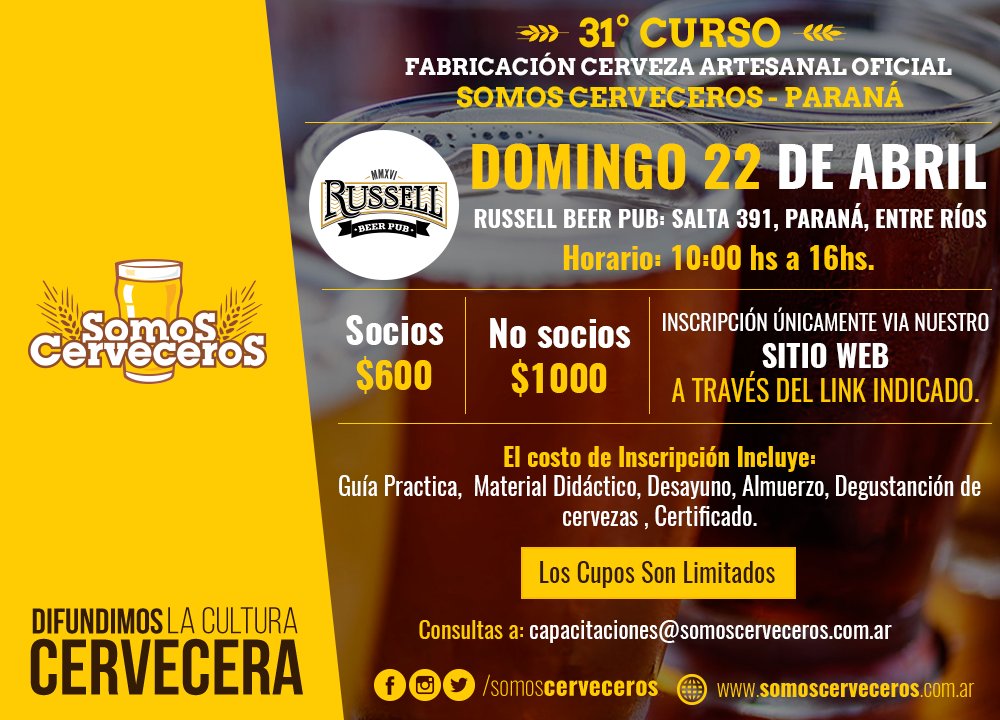 31° CURSO
FABRICACIÓN CERVEZA ARTESANAL OFICIAL
SOMOS CERVECEROS - PARANÁ
MMXVI
RUSSELL
BEER PUB
DOMINGO 22 DE ABRIL
RUSSELL BEER PUB: SALTA 391, PARANÁ, ENTRE RÍOS
Horario: 10:00 hs a 16hs.
Somos
Cerveceros
Socios
$600
No socios
$1000
INSCRIPCIÓN ÚNICAMENTE VIA NUESTRO
SITIO WEB
A TRAVÉS DEL LINK INDICADO.
El costo de Inscripción Incluye:
Guía Practica, Material Didáctico, Desayuno, Almuerzo, Degustanción de
cervezas , Certificado.
Los Cupos Son Limitados
DIFUNDIMOS LA CULTURA
CERVECERA
Consultas a: capacitaciones@somoscerveceros.com.ar
/somoscerveceros
www.somoscerveceros.com.ar